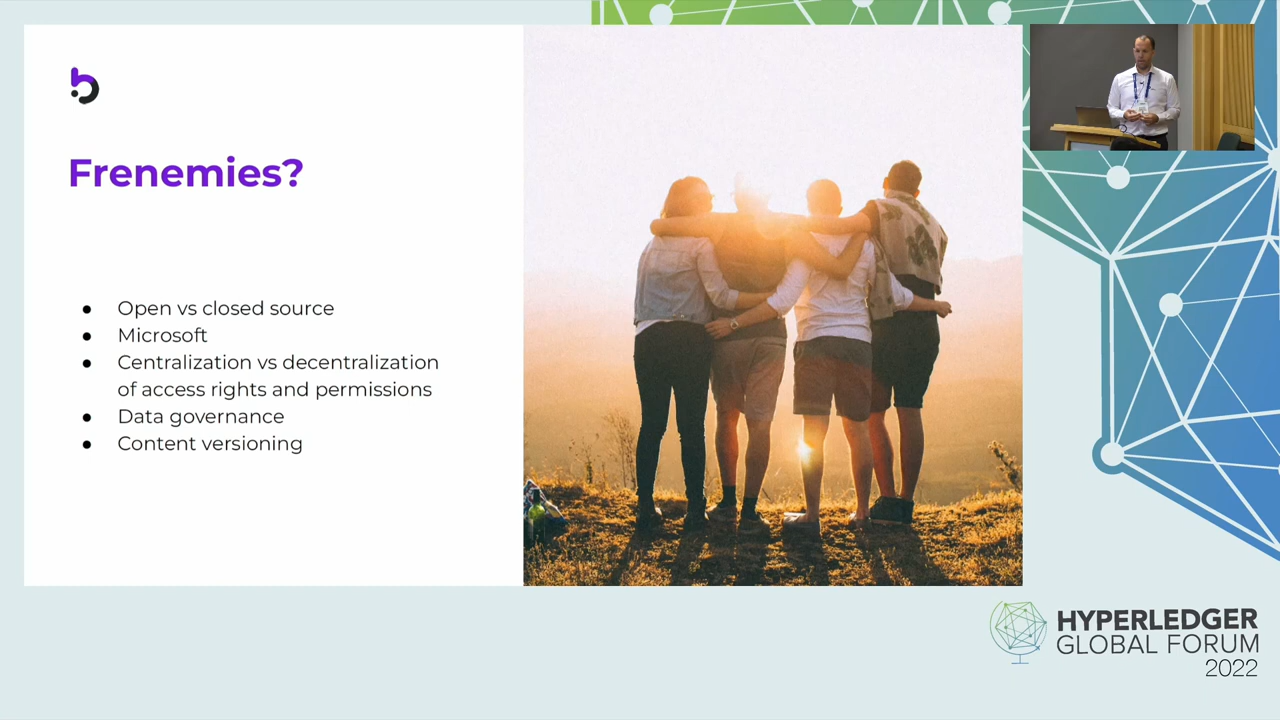 Frenemies?
● Open vs closed source
● Microsoft
● Centralization vs decentralization
of access rights and permissions
● Data governance
● Content versioning
HYPERLEDGER
GLOBAL FORUM
2022